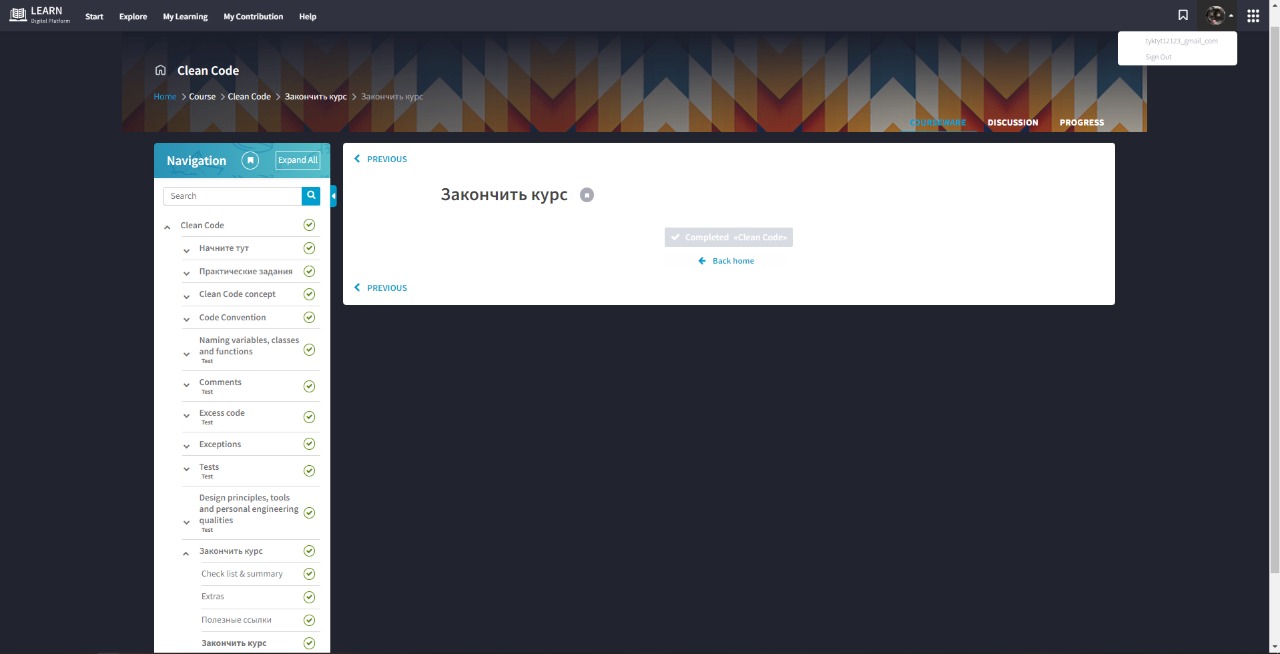 LEARN
Digital Platform
Start
Explore
My Learning
My Contribution
Help
Sign Out
Clean Code
Home > Course > Clean Code > Закончить курс > Закончить курс
COURSEWARE
DISCUSSION
PROGRESS
Navigation
Expand All
Search
Clean Code
Начните тут
Практические задания
Clean Code concept
Code Convention
Naming variables, classes
and functions
Test
Comments
Test
Excess code
Test
Exceptions
Tests
Test
Design principles, tools
and personal engineering
qualities
Test
Закончить курс
Check list & summary
Extras
Полезные ссылки
Закончить курс
PREVIOUS
Закончить курс
Completed «Clean Code»
Back home
PREVIOUS